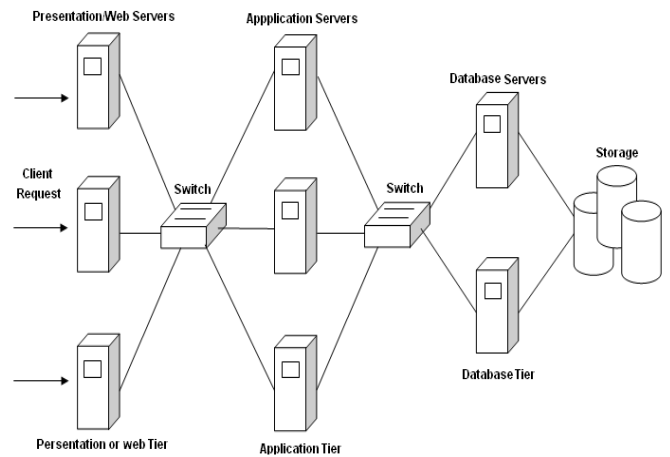 Presentation/Web Servers
Appplication Servers
Database Servers
Storage
Client
Request
Switch
Switch
Database Tier
Persentation or web Tier
Application Tier